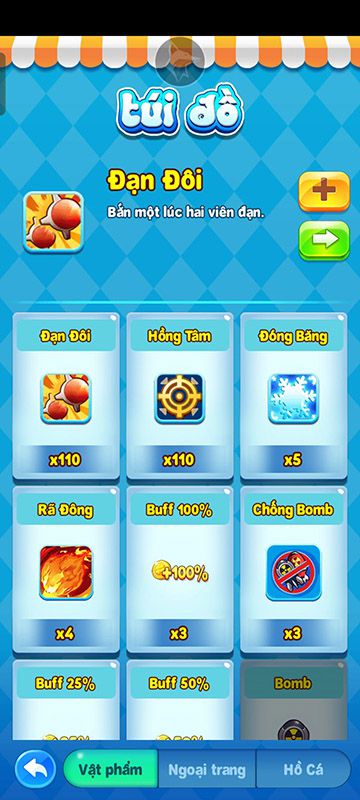 túi đồ
Đạn Đôi
Bắn một lúc hai viên đạn.
Đạn Đôi
Hồng Tâm
Đóng Băng
x110
x110
x5
Rã Đông
Buff 100%
Chống Bomb
+100%
x4
x3
x3
Buff 25%
Buff 50%
Bomb
Vật phẩm
Ngoại trang
Hồ Cá